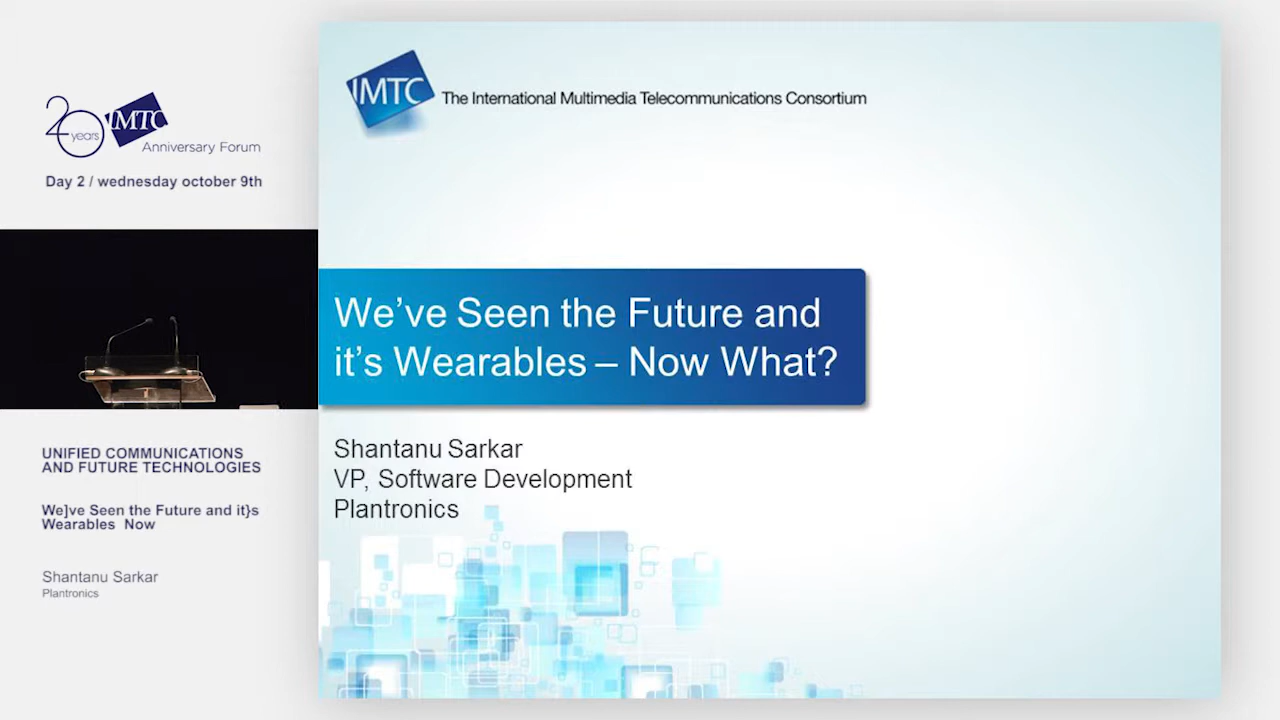 20 years IMTC
Anniversary Forum
Day 2 / wednesday october 9th
UNIFIED COMMUNICATIONS
AND FUTURE TECHNOLOGIES
We]ve Seen the Future and it}s
Wearables Now
Shantanu Sarkar
Plantronics
IMTC The International Multimedia Telecommunications Consortium
We’ve Seen the Future and
it’s Wearables – Now What?
Shantanu Sarkar
VP, Software Development
Plantronics